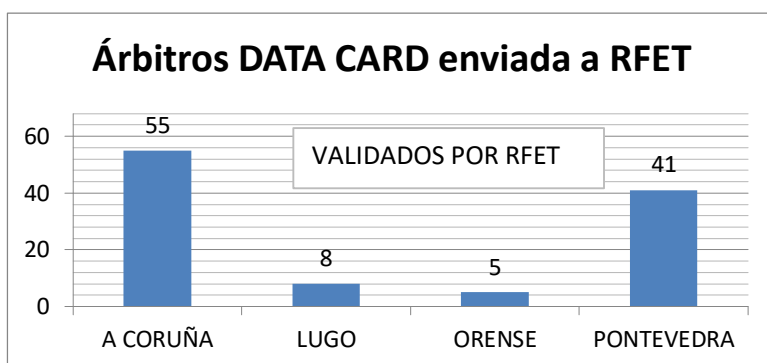 Árbitros DATA CARD enviada a RFET
60
40
20
0
55
8
5
41
VALIDADOS POR RFET
A CORUÑA
LUGO
ORENSE
PONTEVEDRA